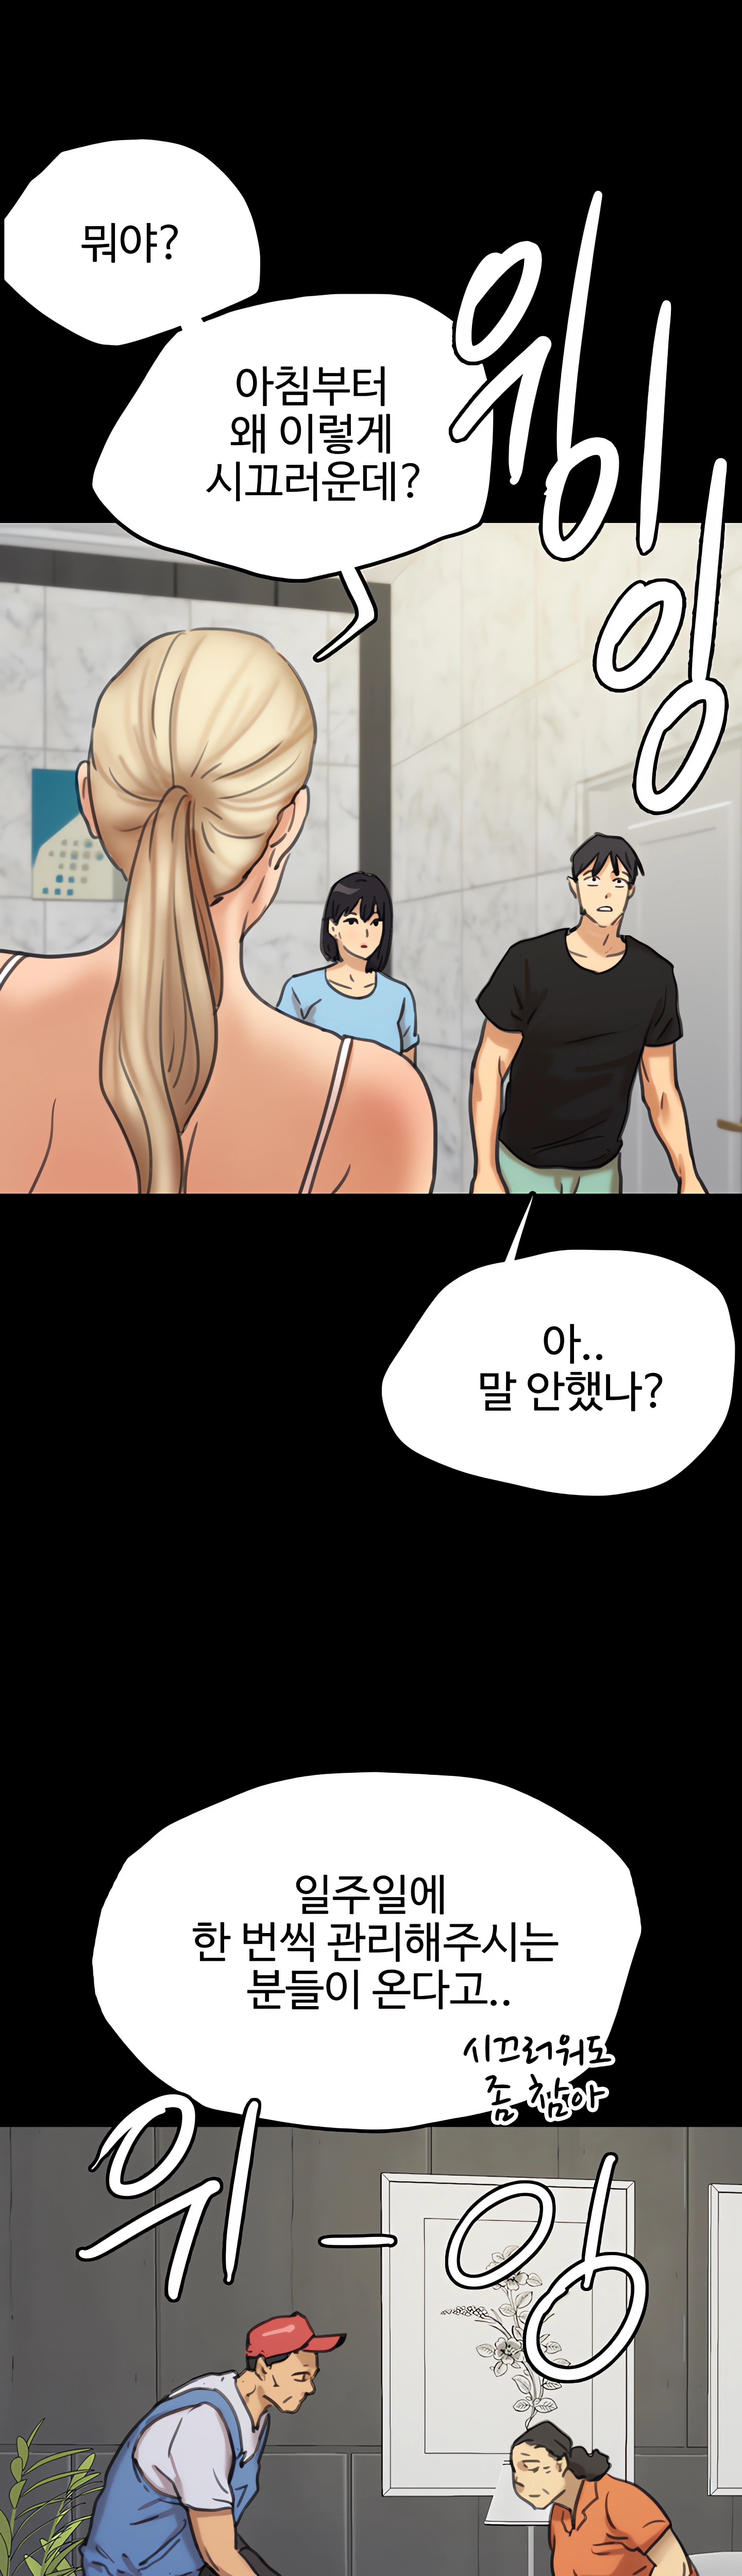 뭐야?
아침부터
왜 이렇게
시끄러운데?
위이
잉
아..
말 안했나?
일주일에
한 번씩 관리해주시는
분들이 온다고..
시끄러워도
좀 참아
위-잉